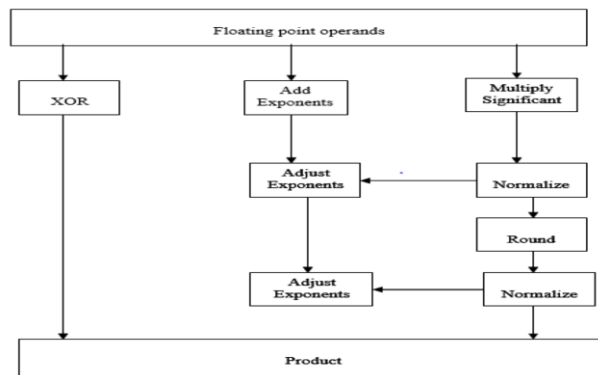 Floating point operands
XOR
Add
Exponents
Multiply
Significant
Adjust
Exponents
Normalize
Round
Adjust
Exponents
Normalize
Product